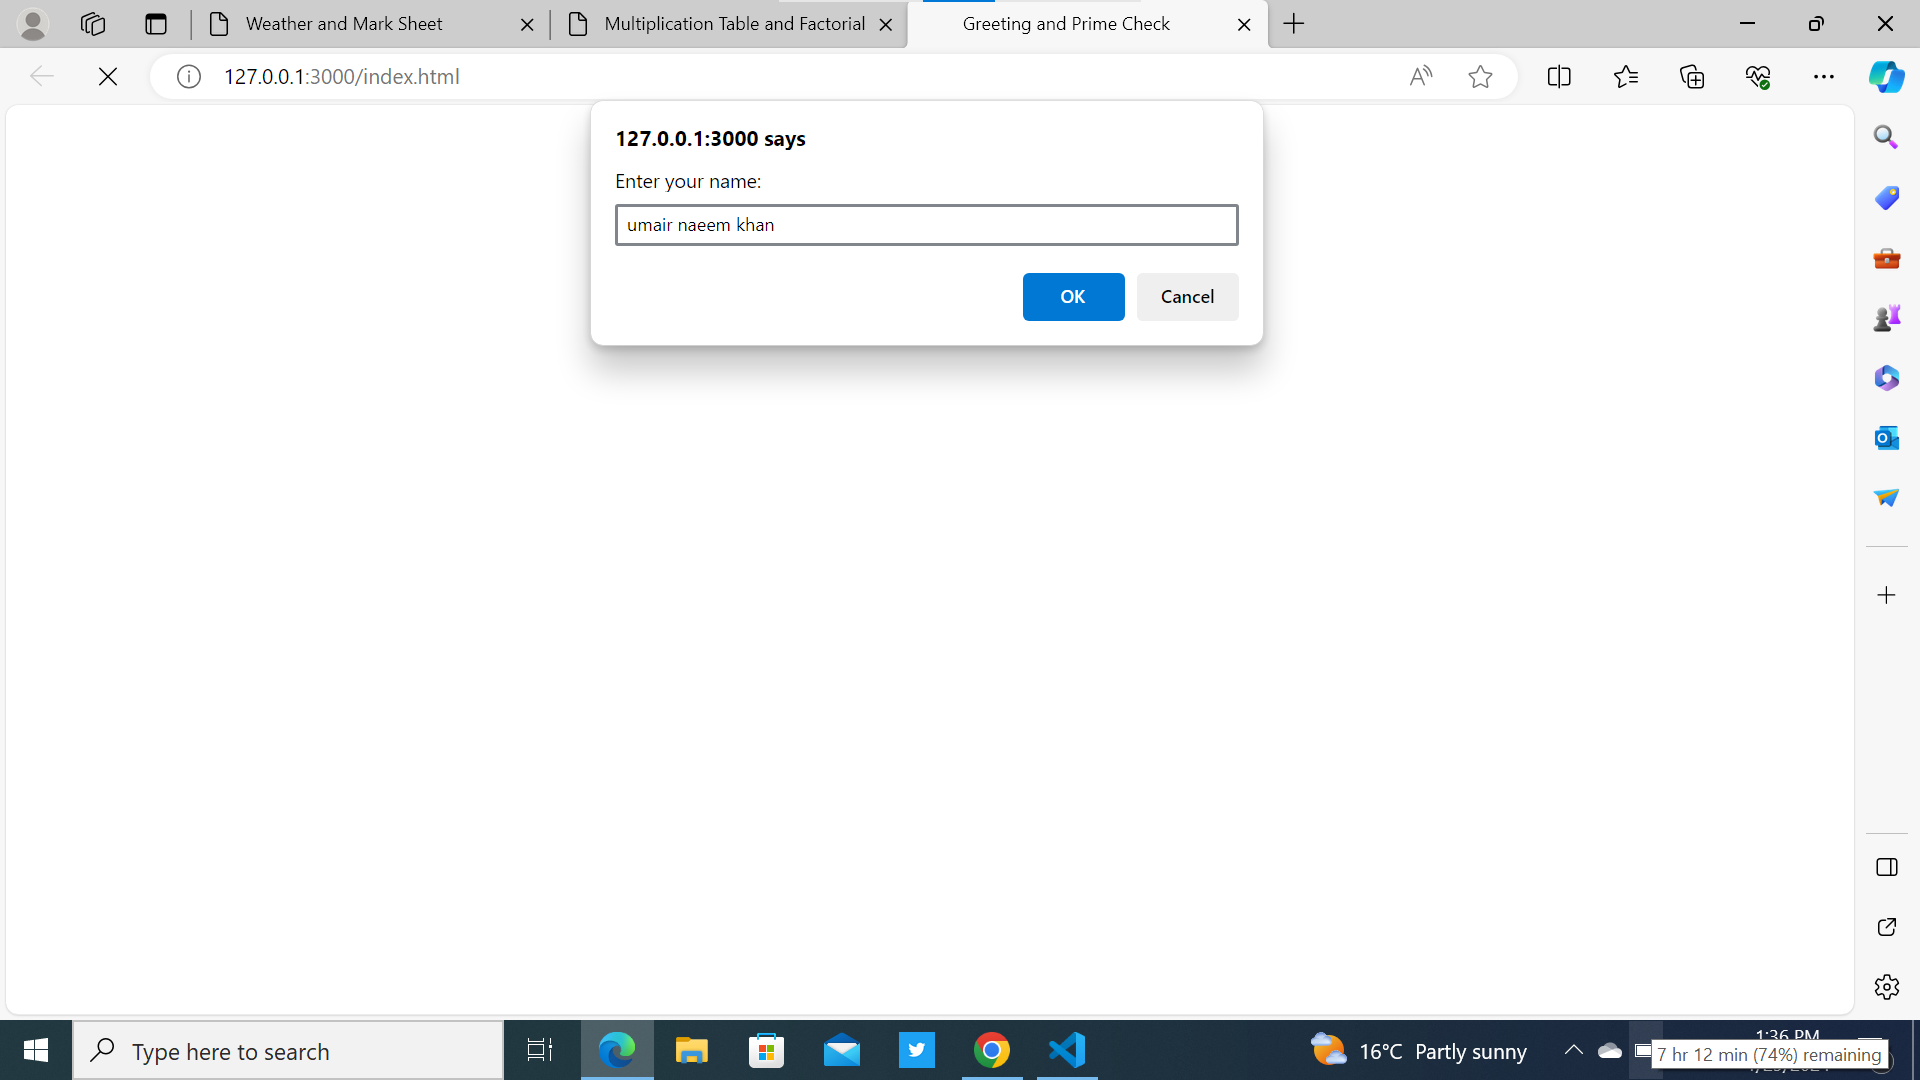 Weather and Mark Sheet
Multiplication Table and Factorial
Greeting and Prime Check
127.0.0.1:3000/index.html
127.0.0.1:3000 says
Enter your name:
umair naeem khan
OK
Cancel
Type here to search
16°C Partly sunny
1:36 PM
7 hr 12 min (74%) remaining